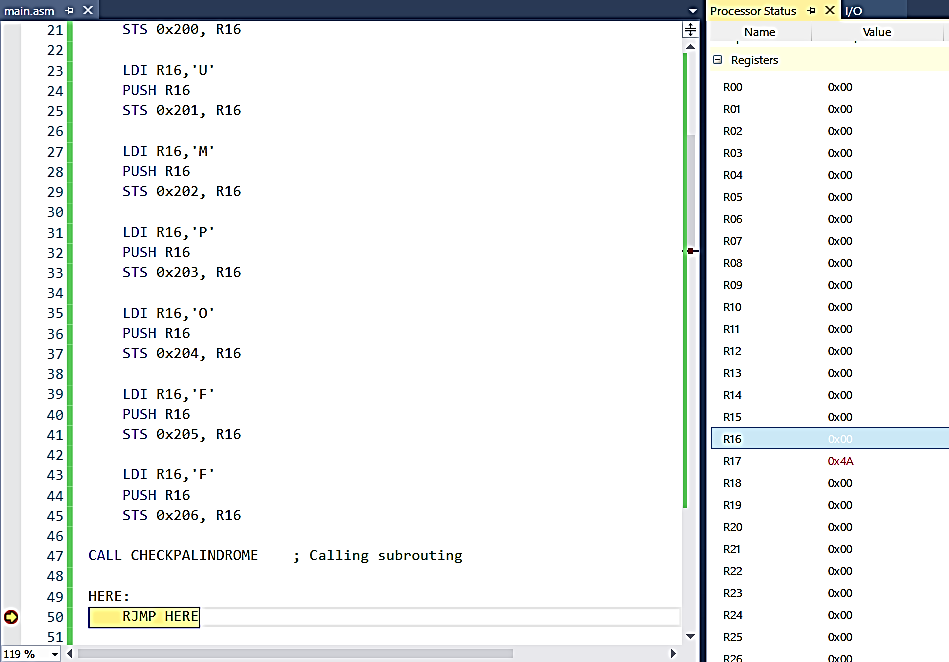 main.asm
21 STS 0x200, R16
22
23 LDI R16,'U'
24 PUSH R16
25 STS 0x201, R16
26
27 LDI R16,'M'
28 PUSH R16
29 STS 0x202, R16
30
31 LDI R16,'P'
32 PUSH R16
33 STS 0x203, R16
34
35 LDI R16,'O'
36 PUSH R16
37 STS 0x204, R16
38
39 LDI R16,'F'
40 PUSH R16
41 STS 0x205, R16
42
43 LDI R16,'F'
44 PUSH R16
45 STS 0x206, R16
46
47 CALL CHECKPALINDROME ; Calling subrouting
48
49 HERE:
50 RJMP HERE
51
119 %
Processor Status I/O
Name Value
Registers
R00 0x00
R01 0x00
R02 0x00
R03 0x00
R04 0x00
R05 0x00
R06 0x00
R07 0x00
R08 0x00
R09 0x00
R10 0x00
R11 0x00
R12 0x00
R13 0x00
R14 0x00
R15 0x00
R16 0x00
R17 0x4A
R18 0x00
R19 0x00
R20 0x00
R21 0x00
R22 0x00
R23 0x00
R24 0x00
R25 0x00
R26 0x00